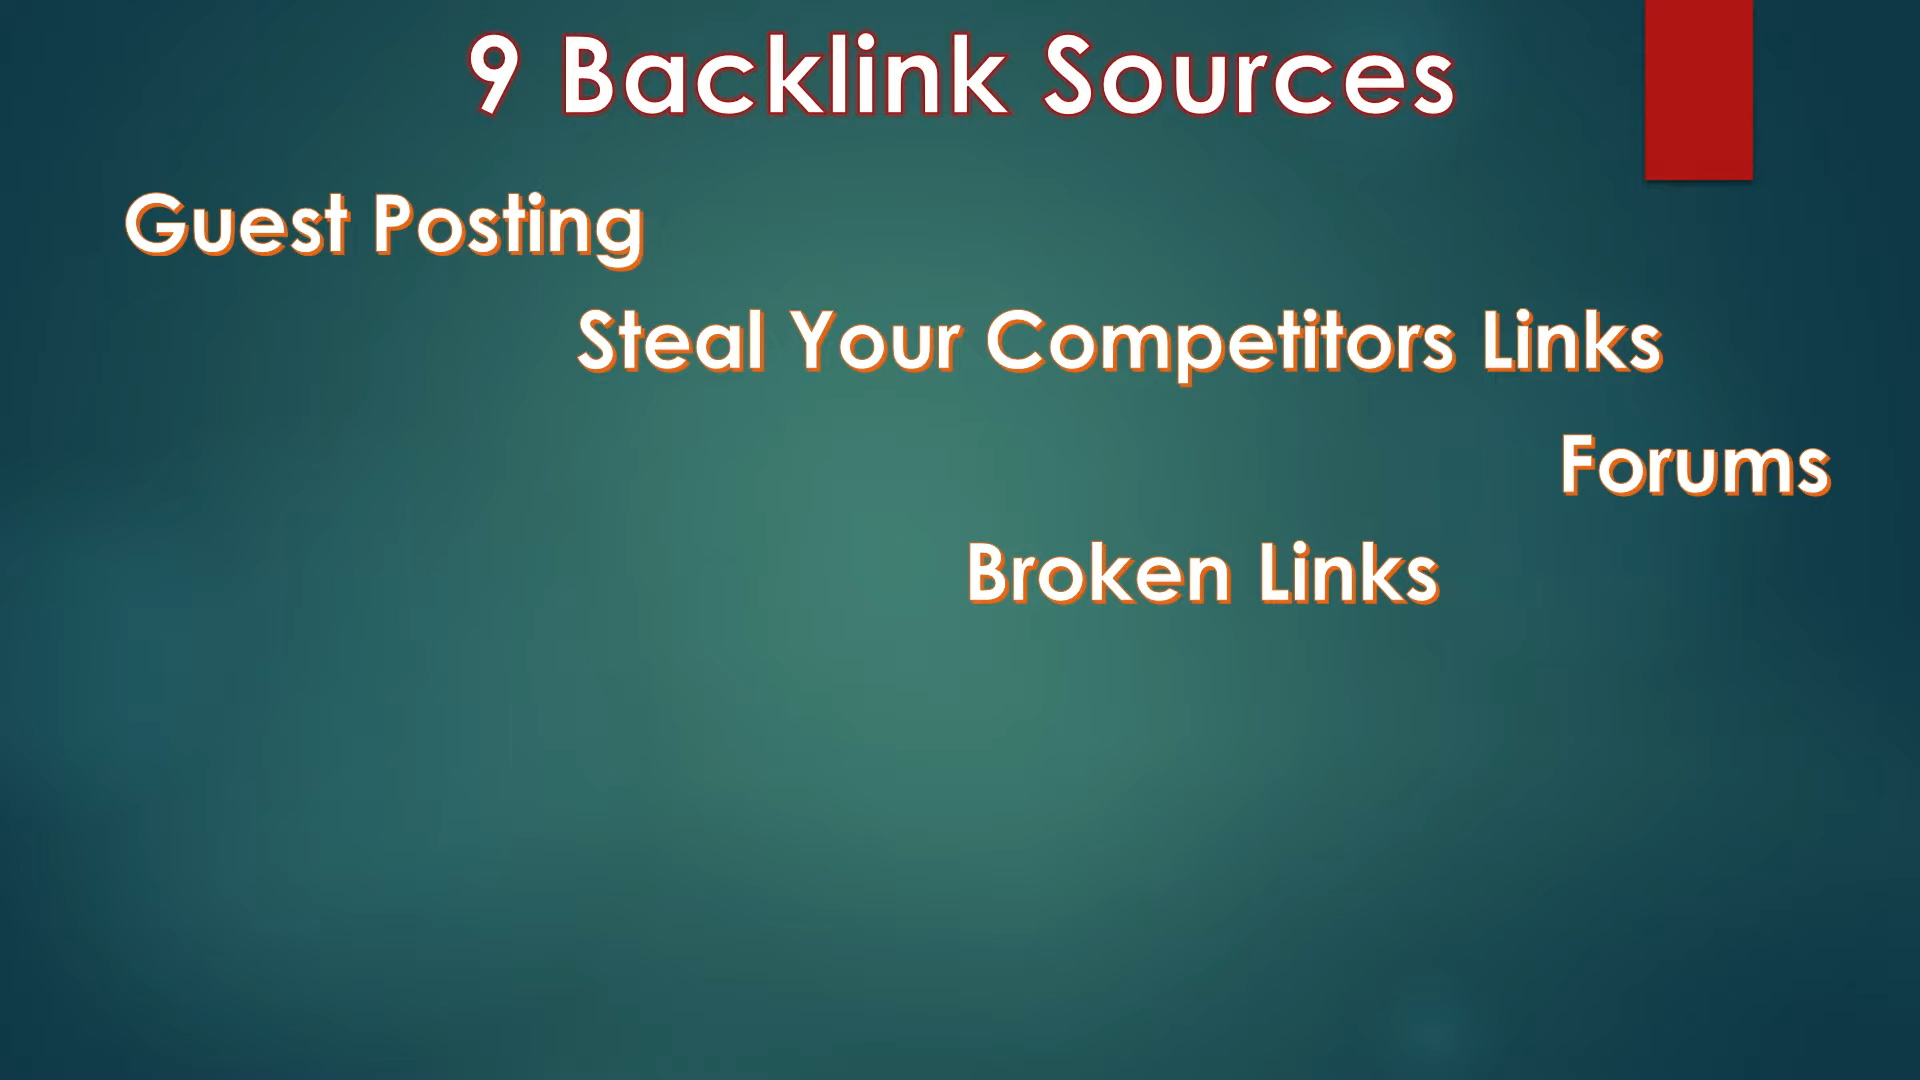 9 Backlink Sources
Guest Posting
Steal Your Competitors Links
Forums
Broken Links